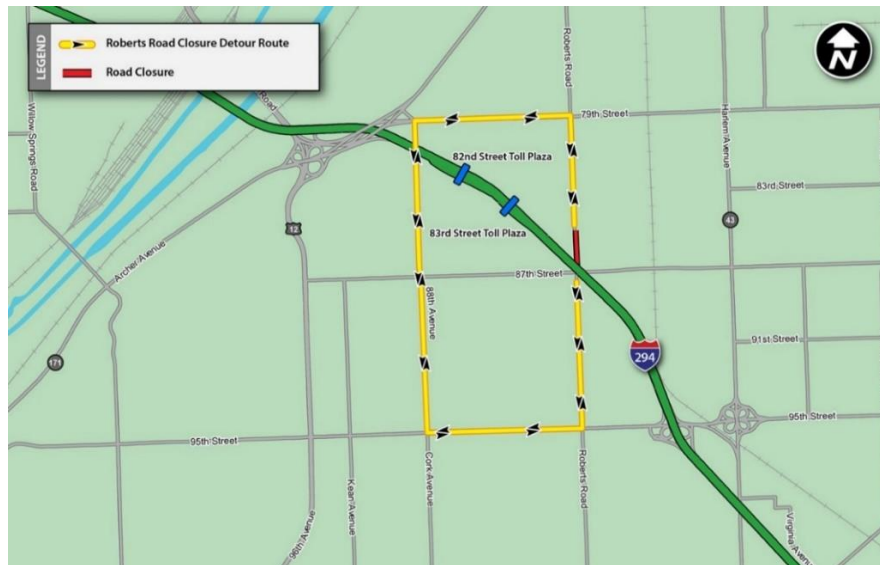 LEGEND
Roberts Road Closure Detour Route
Road Closure
N
Willow Springs Road
Road
Roberts Road
79th Street
Harlem Avenue
82nd Street Toll Plaza
83rd Street
83rd Street Toll Plaza
43
12
Archer Avenue
87th Street
88th Avenue
91st Street
294
171
95th Street
95th Street
Cork Avenue
Kean Avenue
Roberts Road
96th Avenue
Virginia Avenue